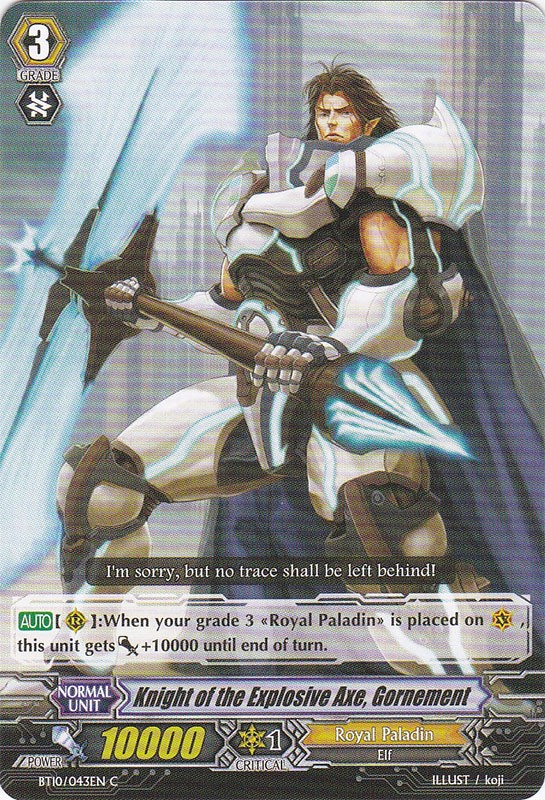 3
GRADE
I'm sorry, but no trace shall be left behind!
AUTO [ R ]:When your grade 3 «Royal Paladin» is placed on V ,
this unit gets +10000 until end of turn.
NORMAL
UNIT
Knight of the Explosive Axe, Gornement
POWER
10000
1
CRITICAL
Royal Paladin
Elf
BT10/043EN C
ILLUST / koji